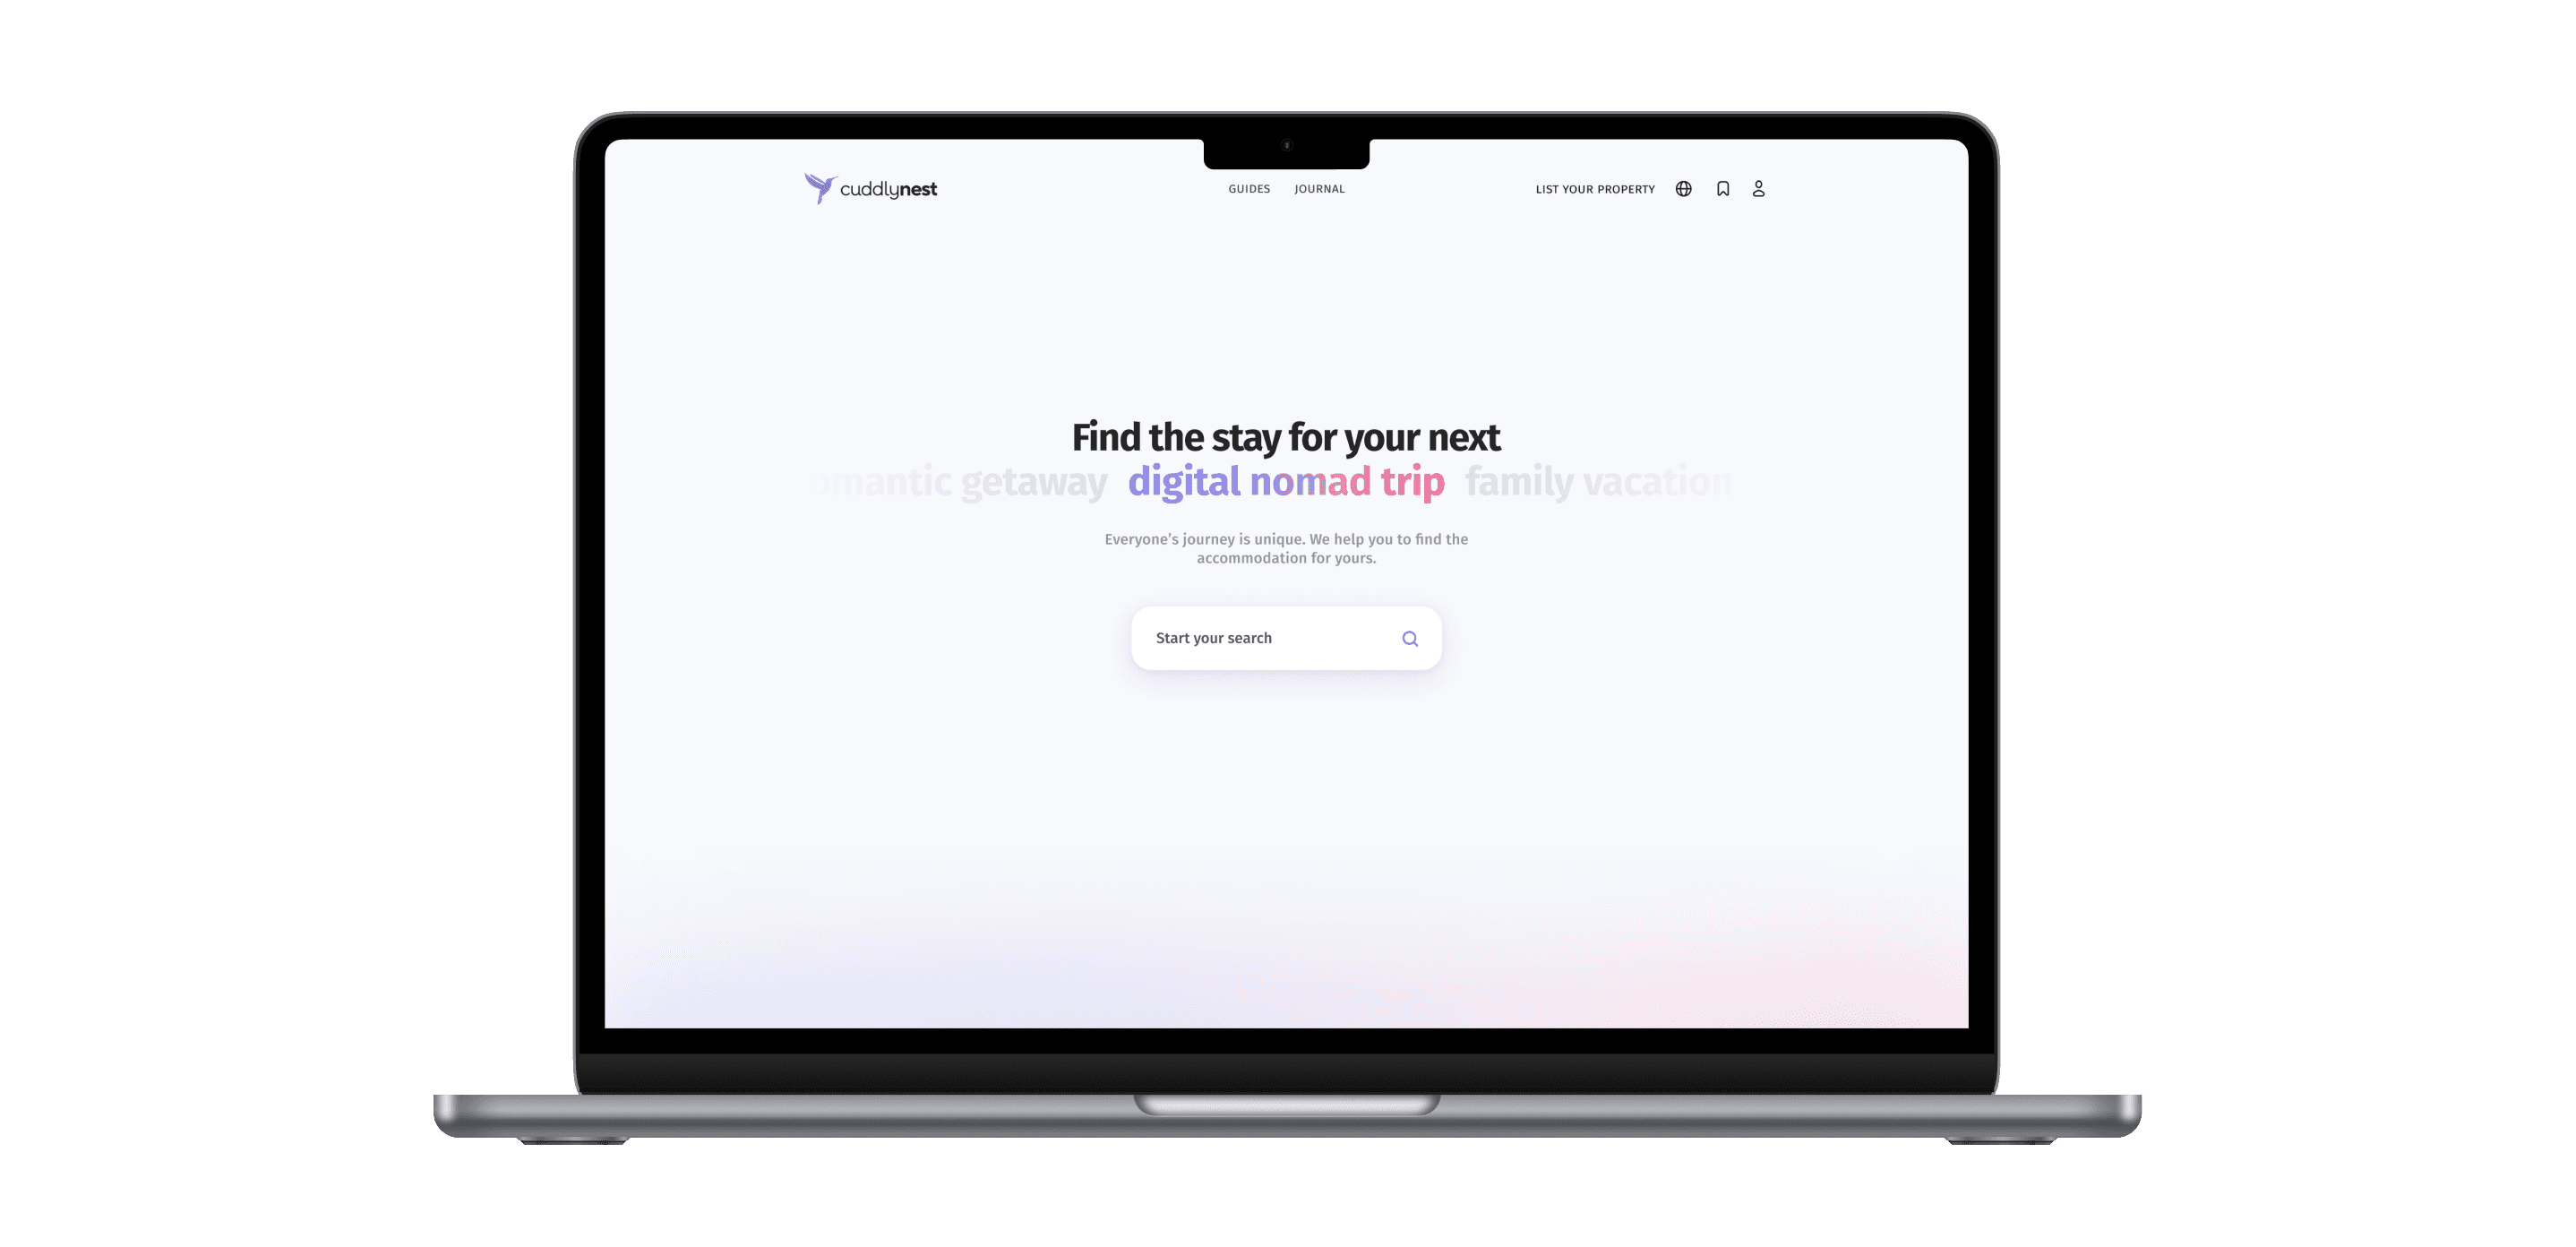 cuddlynest
GUIDES JOURNAL
LIST YOUR PROPERTY
Find the stay for your next
omantic getaway digital nomad trip family vacation
Everyone’s journey is unique. We help you to find the
accommodation for yours.
Start your search